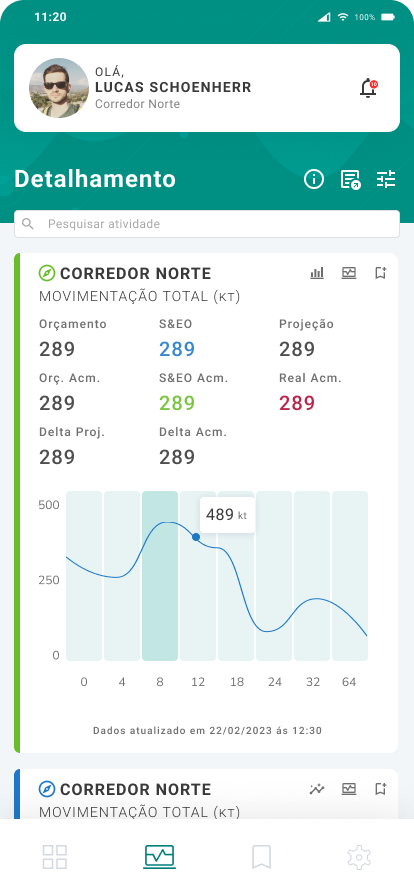 11:20
100%
OLÁ,
LUCAS SCHOENHERR
Corredor Norte
Detalhamento
Pesquisar atividade
CORREDOR NORTE
MOVIMENTAÇÃO TOTAL (KT)
Orçamento S&EO Projeção
289 289 289
Orç. Acm. S&EO Acm. Real Acm.
289 289 289
Delta Proj. Delta Acm.
289 289
500
489 kt
250
0
0 4 8 12 18 24 32 64
Dados atualizado em 22/02/2023 ás 12:30
CORREDOR NORTE
MOVIMENTAÇÃO TOTAL (KT)